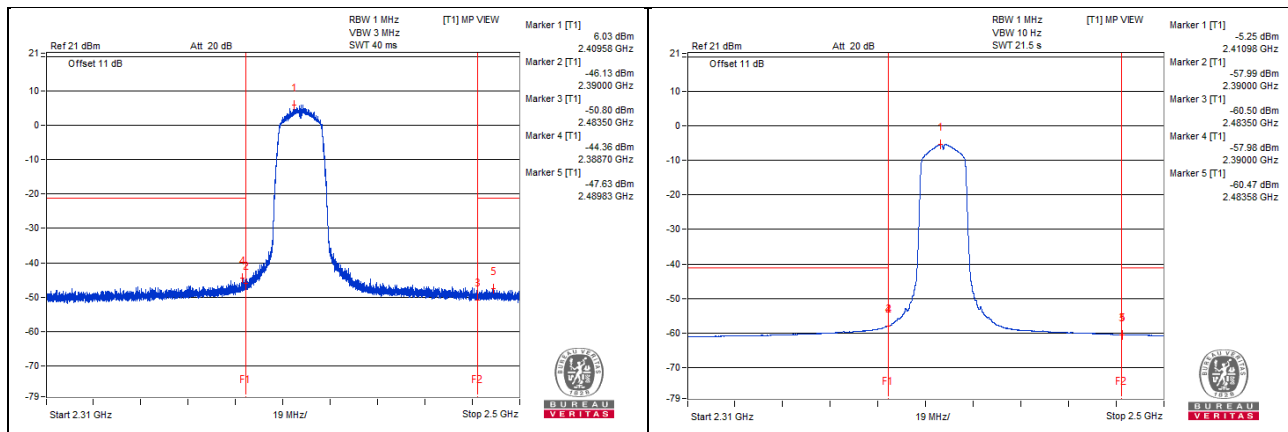 RBW 1 MHz [T1] MP VIEW
VBW 3 MHz
Ref 21 dBm Att 20 dB SWT 40 ms
21
Offset 11 dB
10
0
-10
-20
-30
-40
-50
-60
-70
-79
1
4
2
3
5
F1
F2
Start 2.31 GHz 19 MHz/ Stop 2.5 GHz
Marker 1 [T1]
6.03 dBm
2.40958 GHz
Marker 2 [T1]
-46.13 dBm
2.39000 GHz
Marker 3 [T1]
-50.80 dBm
2.48350 GHz
Marker 4 [T1]
-44.36 dBm
2.38870 GHz
Marker 5 [T1]
-47.63 dBm
2.48983 GHz
1828
BUREAU
VERITAS
RBW 1 MHz [T1] MP VIEW
VBW 10 Hz
Ref 21 dBm Att 20 dB SWT 21.5 s
21
Offset 11 dB
10
0
-10
-20
-30
-40
-50
-60
-70
-79
1
5
F1
F2
Start 2.31 GHz 19 MHz/ Stop 2.5 GHz
Marker 1 [T1]
-5.25 dBm
2.41098 GHz
Marker 2 [T1]
-57.99 dBm
2.39000 GHz
Marker 3 [T1]
-60.50 dBm
2.48350 GHz
Marker 4 [T1]
-57.98 dBm
2.39000 GHz
Marker 5 [T1]
-60.47 dBm
2.48358 GHz
1828
BUREAU
VERITAS